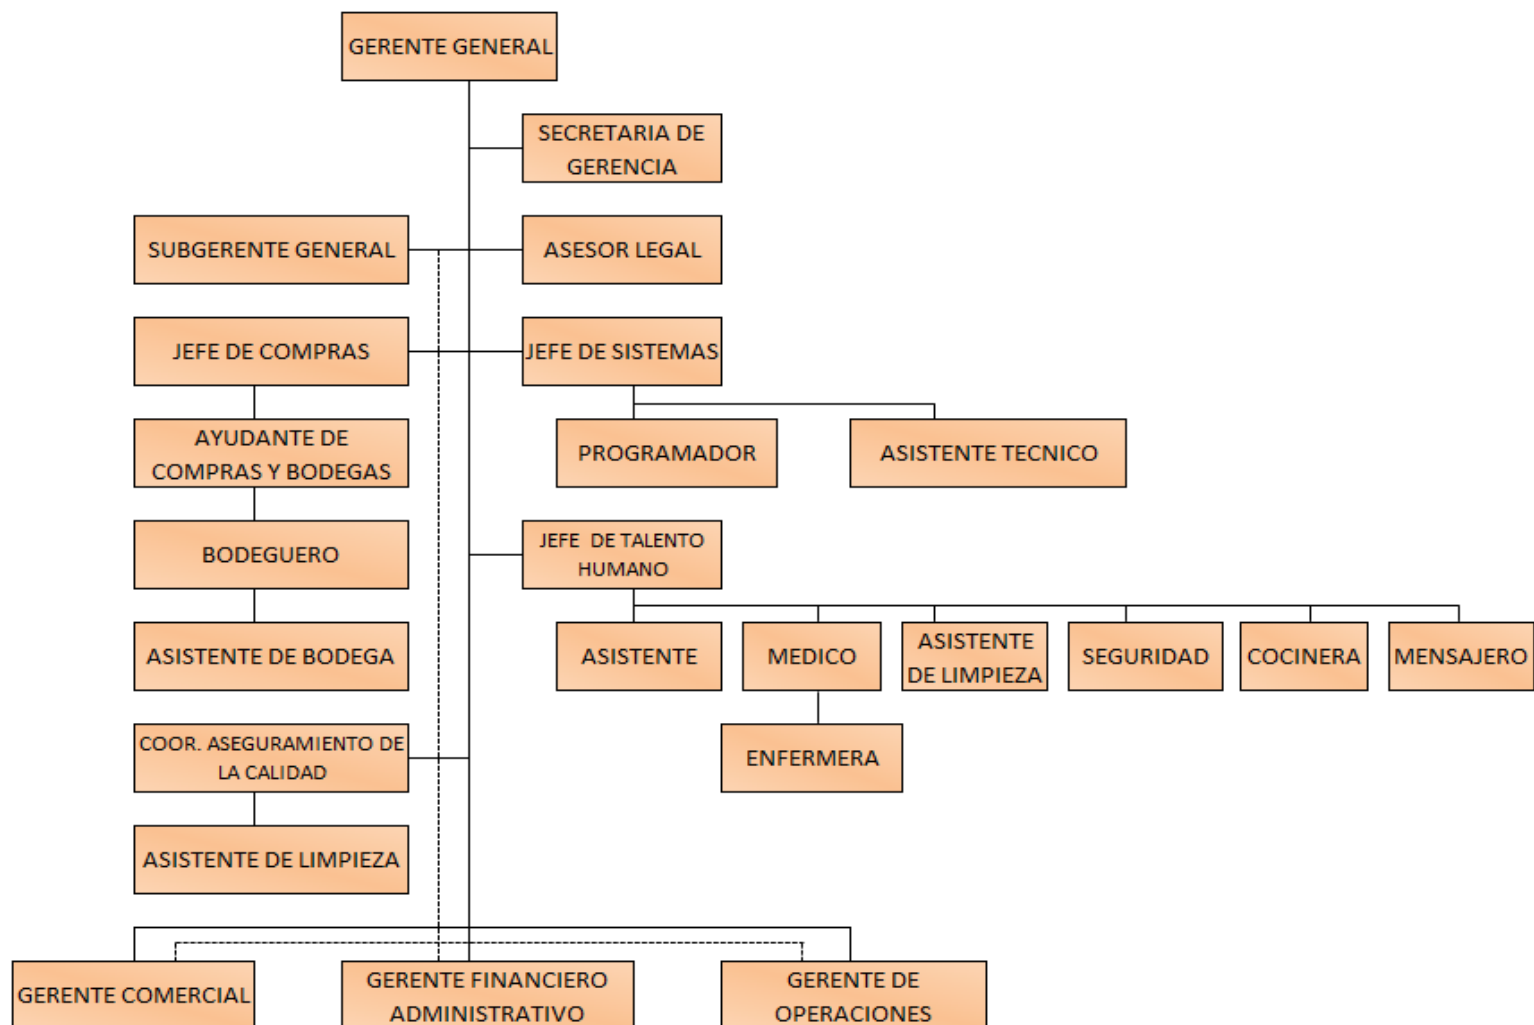 GERENTE GENERAL
SECRETARIA DE
GERENCIA
SUBGERENTE GENERAL
ASESOR LEGAL
JEFE DE COMPRAS
JEFE DE SISTEMAS
AYUDANTE DE
COMPRAS Y BODEGAS
PROGRAMADOR
ASISTENTE TECNICO
BODEGUERO
JEFE DE TALENTO
HUMANO
ASISTENTE DE BODEGA
ASISTENTE
MEDICO
ASISTENTE
DE LIMPIEZA
SEGURIDAD
COCINERA
MENSAJERO
COOR. ASEGURAMIENTO DE
LA CALIDAD
ENFERMERA
ASISTENTE DE LIMPIEZA
GERENTE COMERCIAL
GERENTE FINANCIERO
ADMINISTRATIVO
GERENTE DE
OPERACIONES